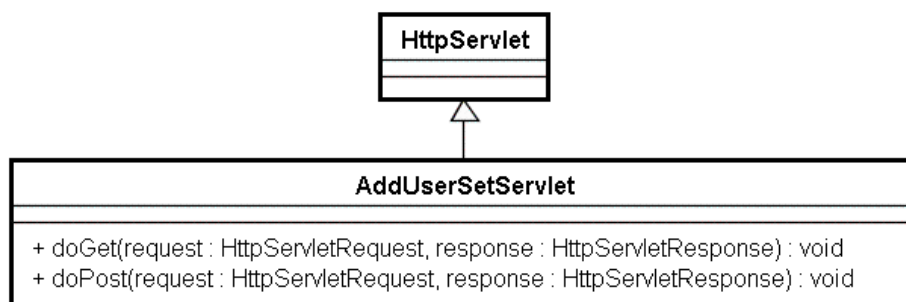 HttpServlet
AddUserSetServlet
+ doGet(request : HttpServletRequest, response : HttpServletResponse) : void
+ doPost(request : HttpServletRequest, response : HttpServletResponse) : void